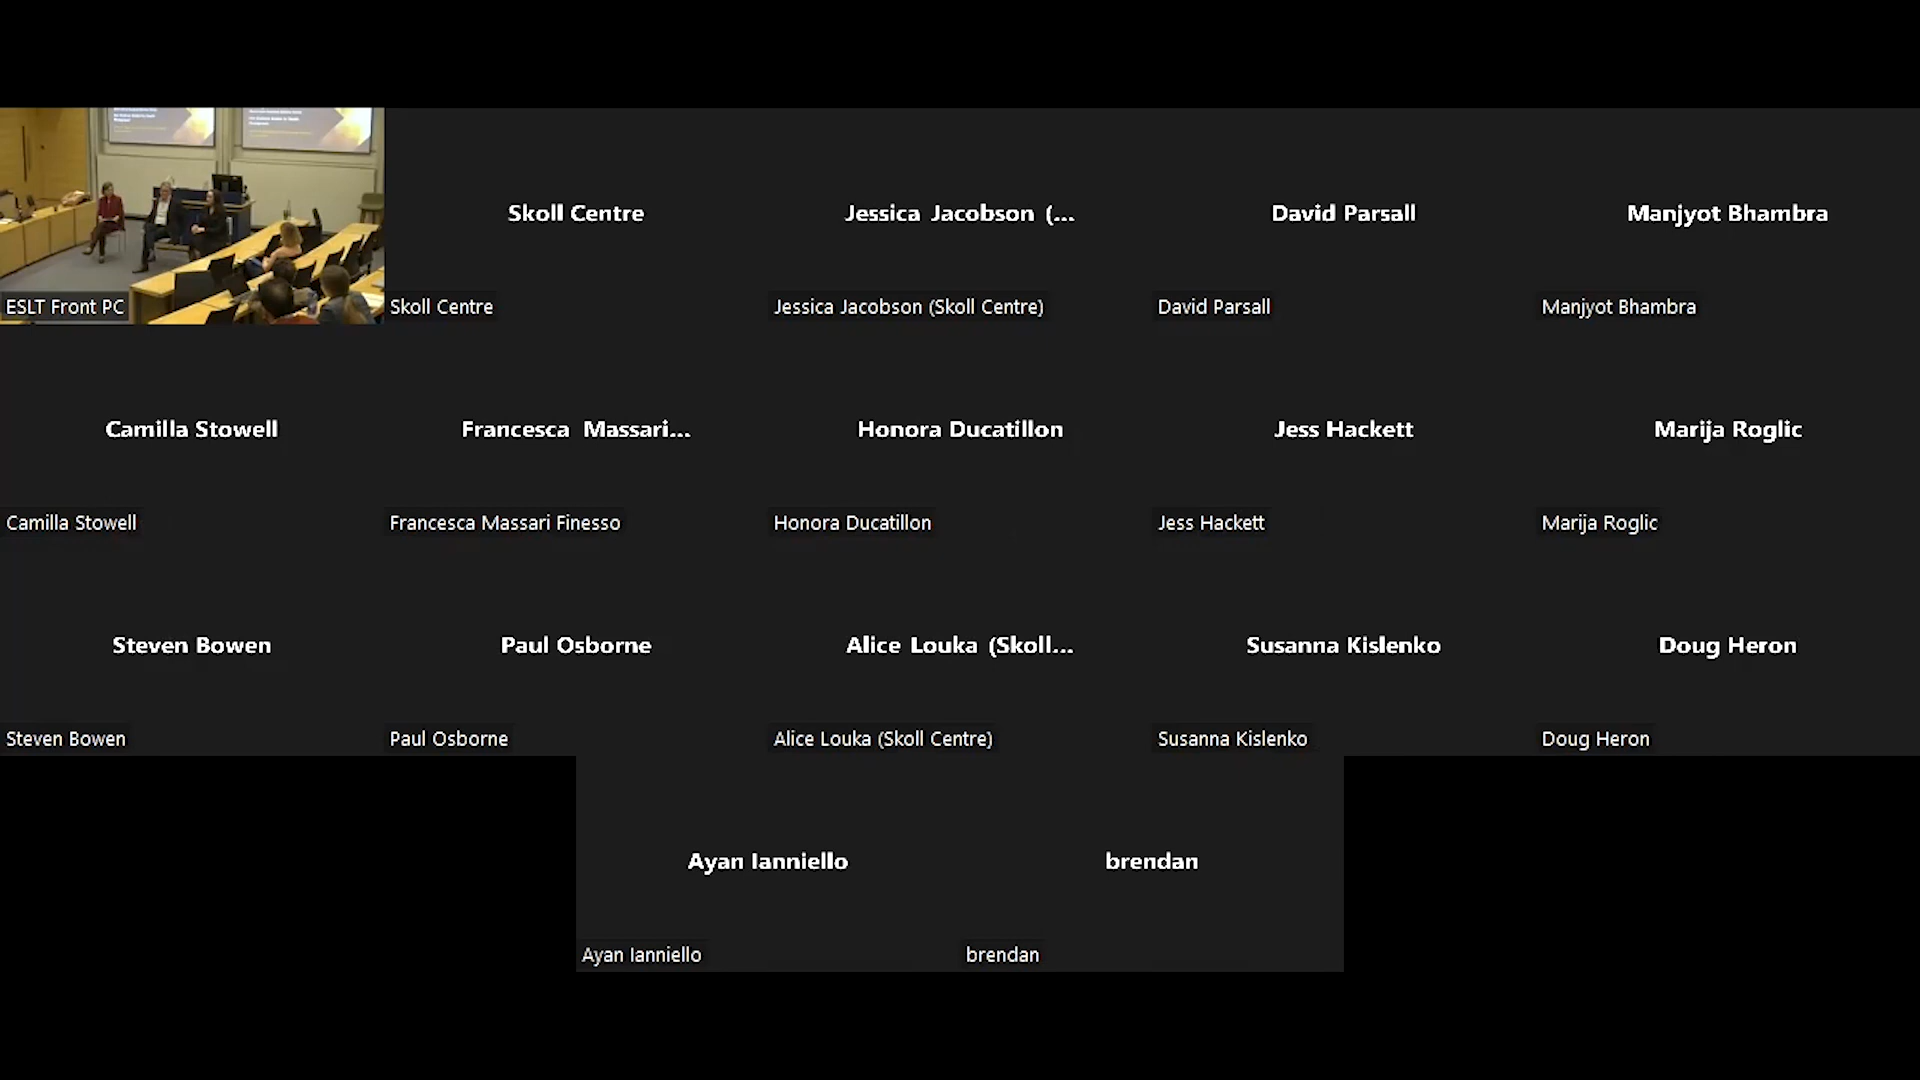 Skoll Centre
Jessica Jacobson (...
David Parsall
Manjyot Bhambra
ESLT Front PC
Skoll Centre
Jessica Jacobson (Skoll Centre)
David Parsall
Manjyot Bhambra
Camilla Stowell
Francesca Massari...
Honora Ducatillon
Jess Hackett
Marija Roglic
Camilla Stowell
Francesca Massari Finesso
Honora Ducatillon
Jess Hackett
Marija Roglic
Steven Bowen
Paul Osborne
Alice Louka (Skoll...
Susanna Kislenko
Doug Heron
Steven Bowen
Paul Osborne
Alice Louka (Skoll Centre)
Susanna Kislenko
Doug Heron
Ayan Ianniello
brendan
Ayan Ianniello
brendan